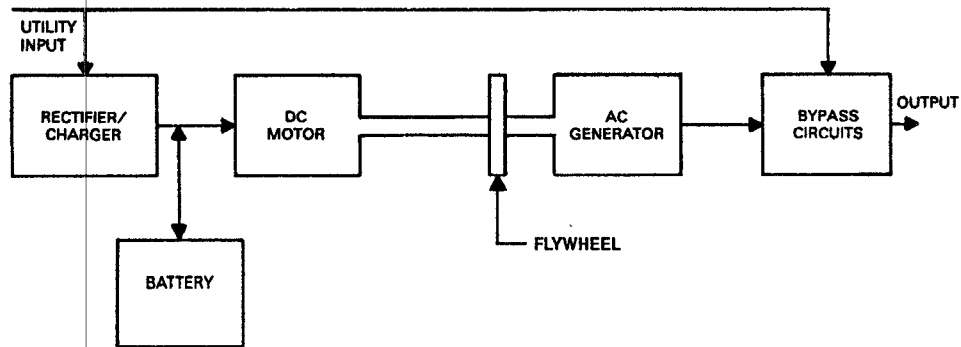 UTILITY
INPUT
RECTIFIER/
CHARGER
DC
MOTOR
AC
GENERATOR
BYPASS
CIRCUITS
OUTPUT
FLYWHEEL
BATTERY